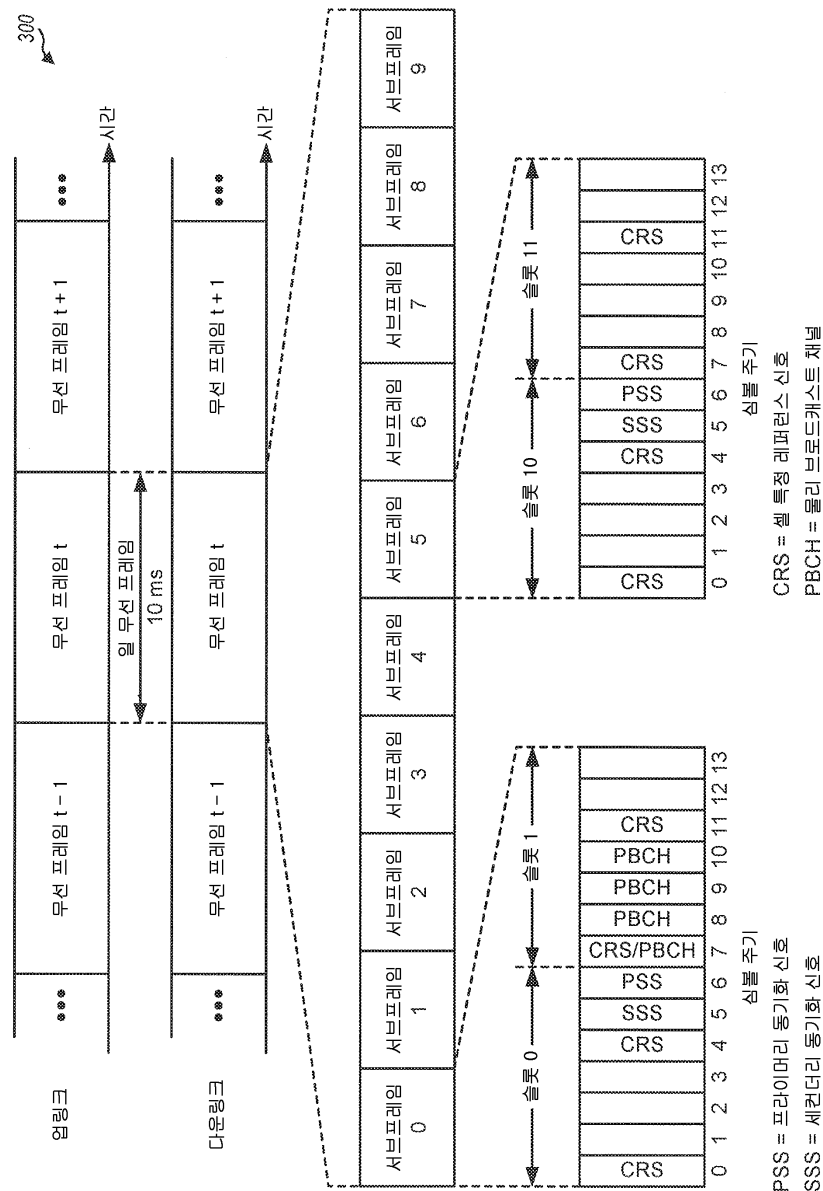 300
업링크
•••
무선 프레임 t – 1
무선 프레임 t
무선 프레임 t + 1
•••
시간
일 무선 프레임
10 ms
다운링크
•••
무선 프레임 t – 1
무선 프레임 t
무선 프레임 t + 1
•••
시간
서브프레임 0
서브프레임 1
서브프레임 2
서브프레임 3
서브프레임 4
서브프레임 5
서브프레임 6
서브프레임 7
서브프레임 8
서브프레임 9
슬롯 0
슬롯 1
CRS
CRS
SSS
PSS
CRS/PBCH
PBCH
PBCH
PBCH
CRS
0 1 2 3 4 5 6 7 8 9 10 11 12 13
심볼 주기
슬롯 10
슬롯 11
CRS
CRS
SSS
PSS
CRS
CRS
0 1 2 3 4 5 6 7 8 9 10 11 12 13
심볼 주기
PSS = 프라이머리 동기화 신호
SSS = 세컨더리 동기화 신호
CRS = 셀 특정 레퍼런스 신호
PBCH = 물리 브로드캐스트 채널